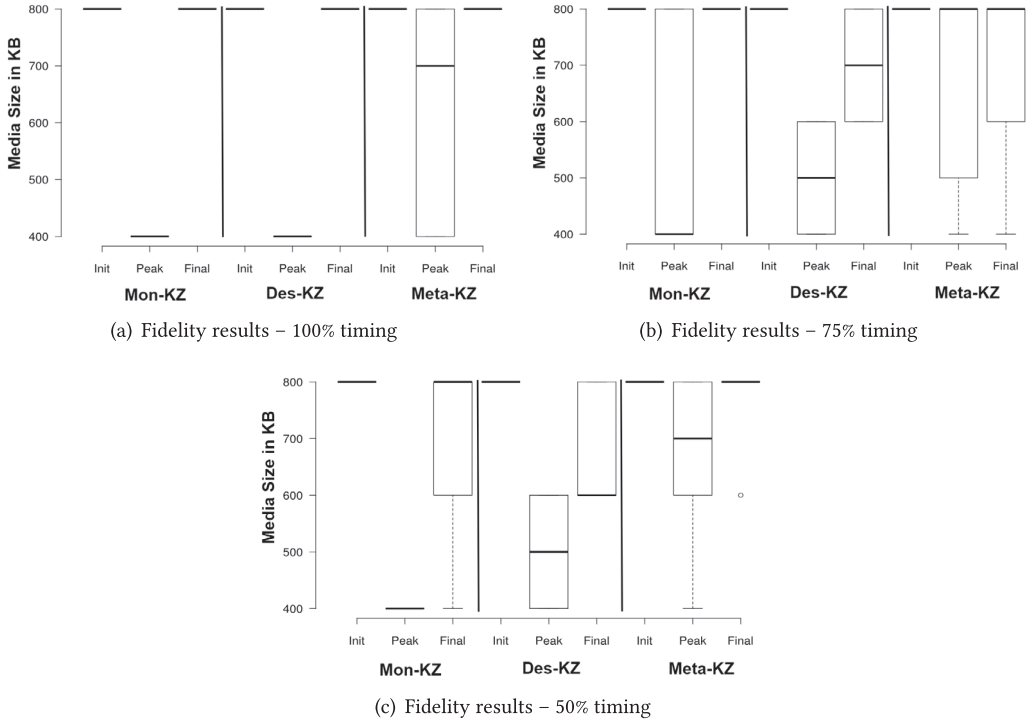 Media Size in KB
800
700
600
500
400
Init Peak Final Init Peak Final Init Peak Final
Mon-KZ Des-KZ Meta-KZ
(a) Fidelity results – 100% timing
Media Size in KB
800
700
600
500
400
Init Peak Final Init Peak Final Init Peak Final
Mon-KZ Des-KZ Meta-KZ
(b) Fidelity results – 75% timing
Media Size in KB
800
700
600
500
400
Init Peak Final Init Peak Final Init Peak Final
Mon-KZ Des-KZ Meta-KZ
(c) Fidelity results – 50% timing